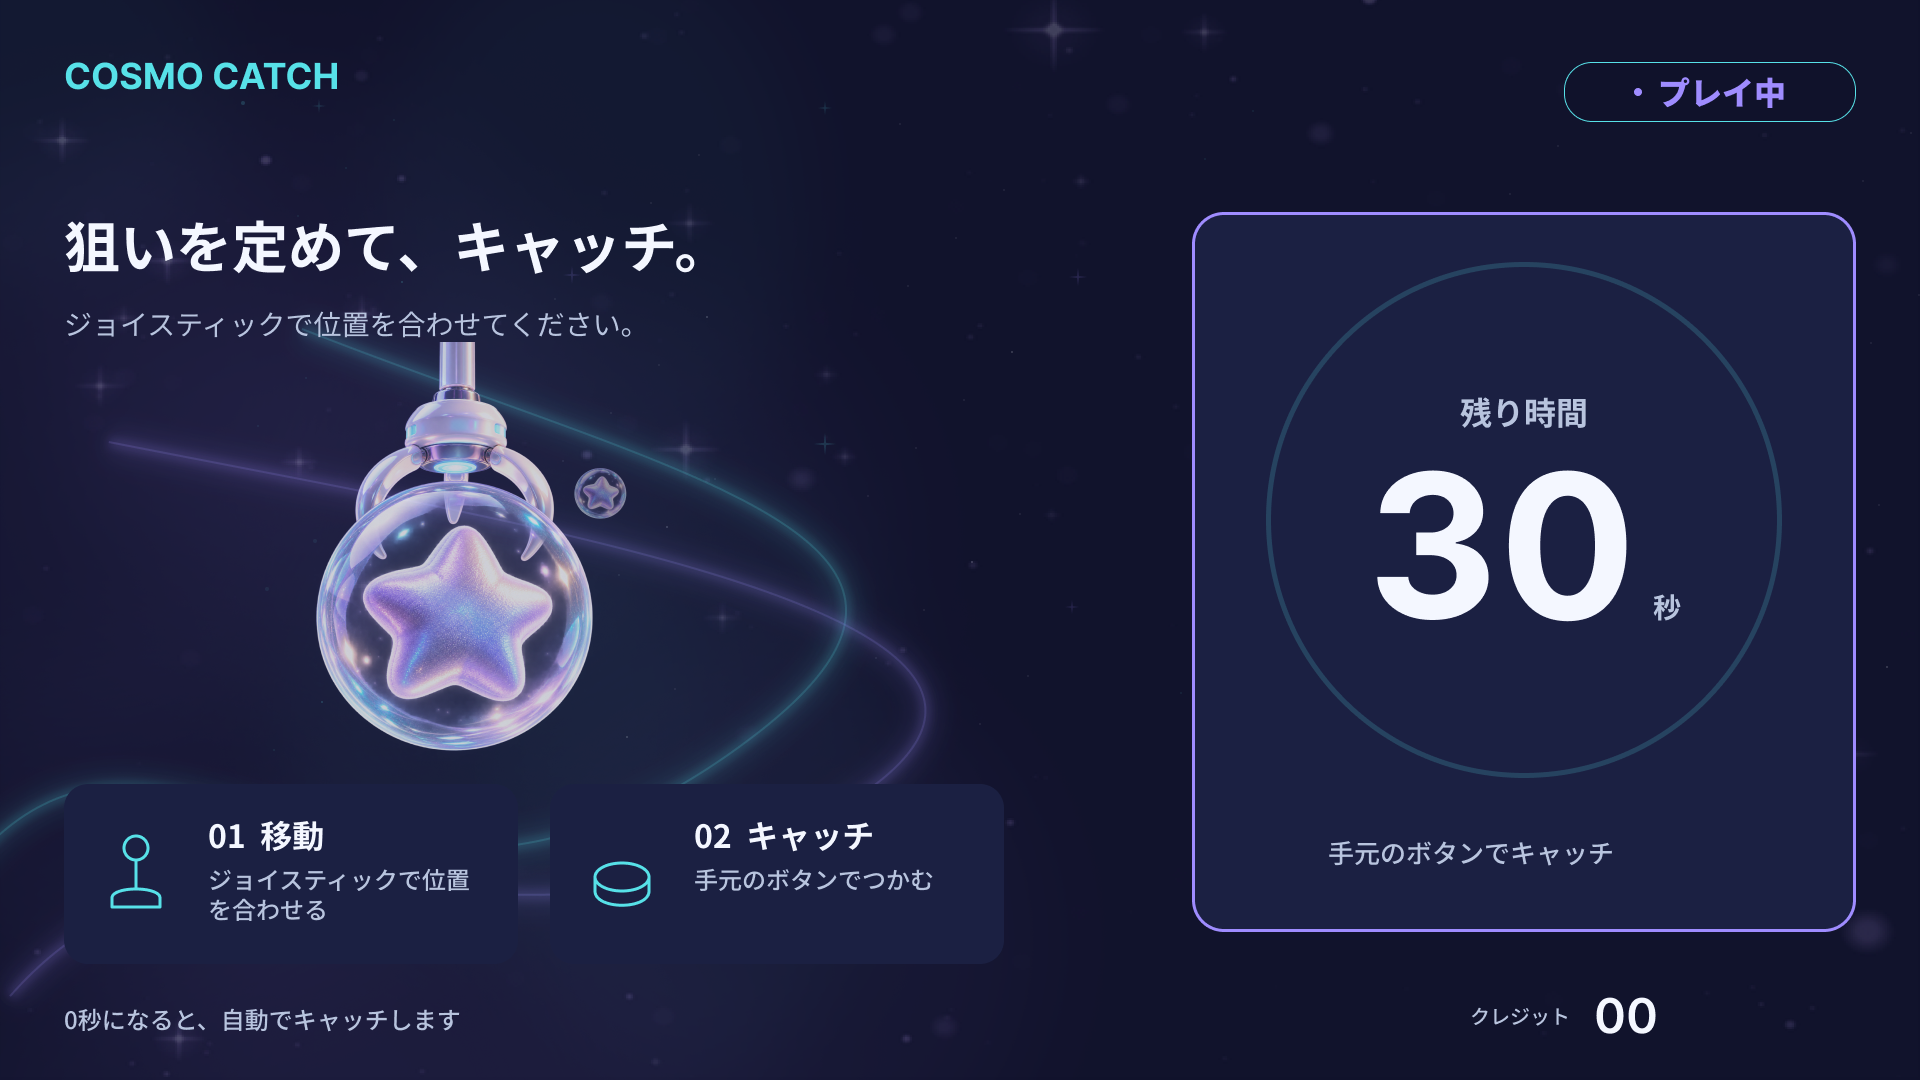 COSMO CATCH
・プレイ中
狙いを定めて、キャッチ。
ジョイスティックで位置を合わせてください。
残り時間
30 秒
手元のボタンでキャッチ
01 移動
ジョイスティックで位置
を合わせる
02 キャッチ
手元のボタンでつかむ
0秒になると、自動でキャッチします
クレジット 00